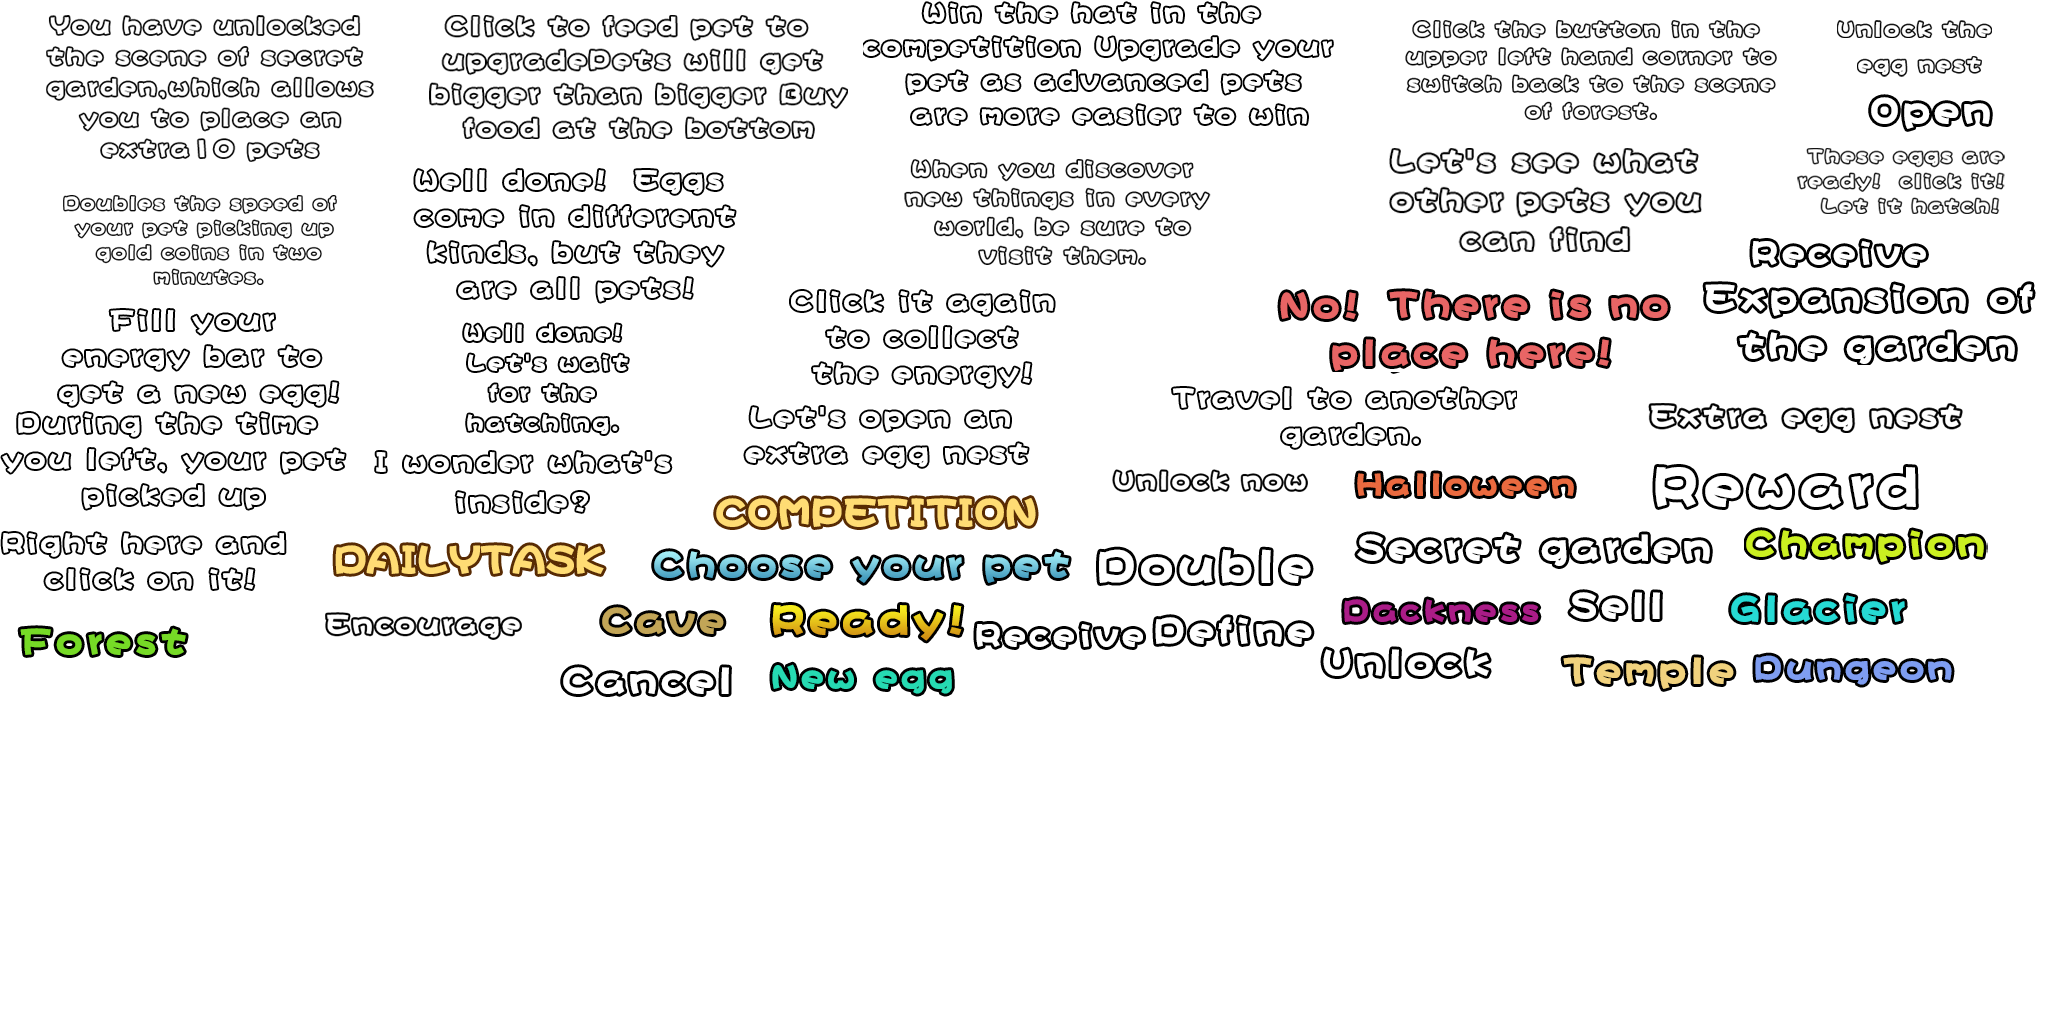 You have unlocked
the scene of secret
garden,which allows
you to place an
extra10 pets
Click to feed pet to
upgradePets will get
bigger than bigger Buy
food at the bottom
Win the hat in the
competition Upgrade your
pet as advanced pets
are more easier to win
Click the button in the
upper left hand corner to
switch back to the scene
of forest.
Unlock the
egg nest
Open
Doubles the speed of
your pet picking up
gold coins in two
minutes.
Well done! Eggs
come in different
kinds, but they
are all pets!
When you discover
new things in every
world, be sure to
visit them.
Let's see what
other pets you
can find
These eggs are
ready! click it!
Let it hatch!
Receive
Fill your
energy bar to
get a new egg!
Well done!
Let's wait
for the
hatching.
Click it again
to collect
the energy!
No! There is no
place here!
Expansion of
the garden
During the time
you left, your pet
picked up
I wonder what's
inside?
Let's open an
extra egg nest
Travel to another
garden.
Extra egg nest
COMPETITION
Unlock now
Halloween
Reward
Right here and
click on it!
DAILYTASK
Choose your pet
Double
Secret garden
Champion
Forest
Encourage
Cave
Ready!
Receive
Define
Dackness
Sell
Glacier
Cancel
New egg
Unlock
Temple
Dungeon